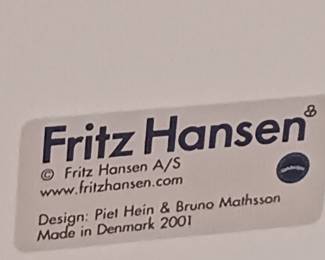 Fritz Hansen
© Fritz Hansen A/S
www.fritzhansen.com
Design: Piet Hein & Bruno Mathsson
Made in Denmark 2001